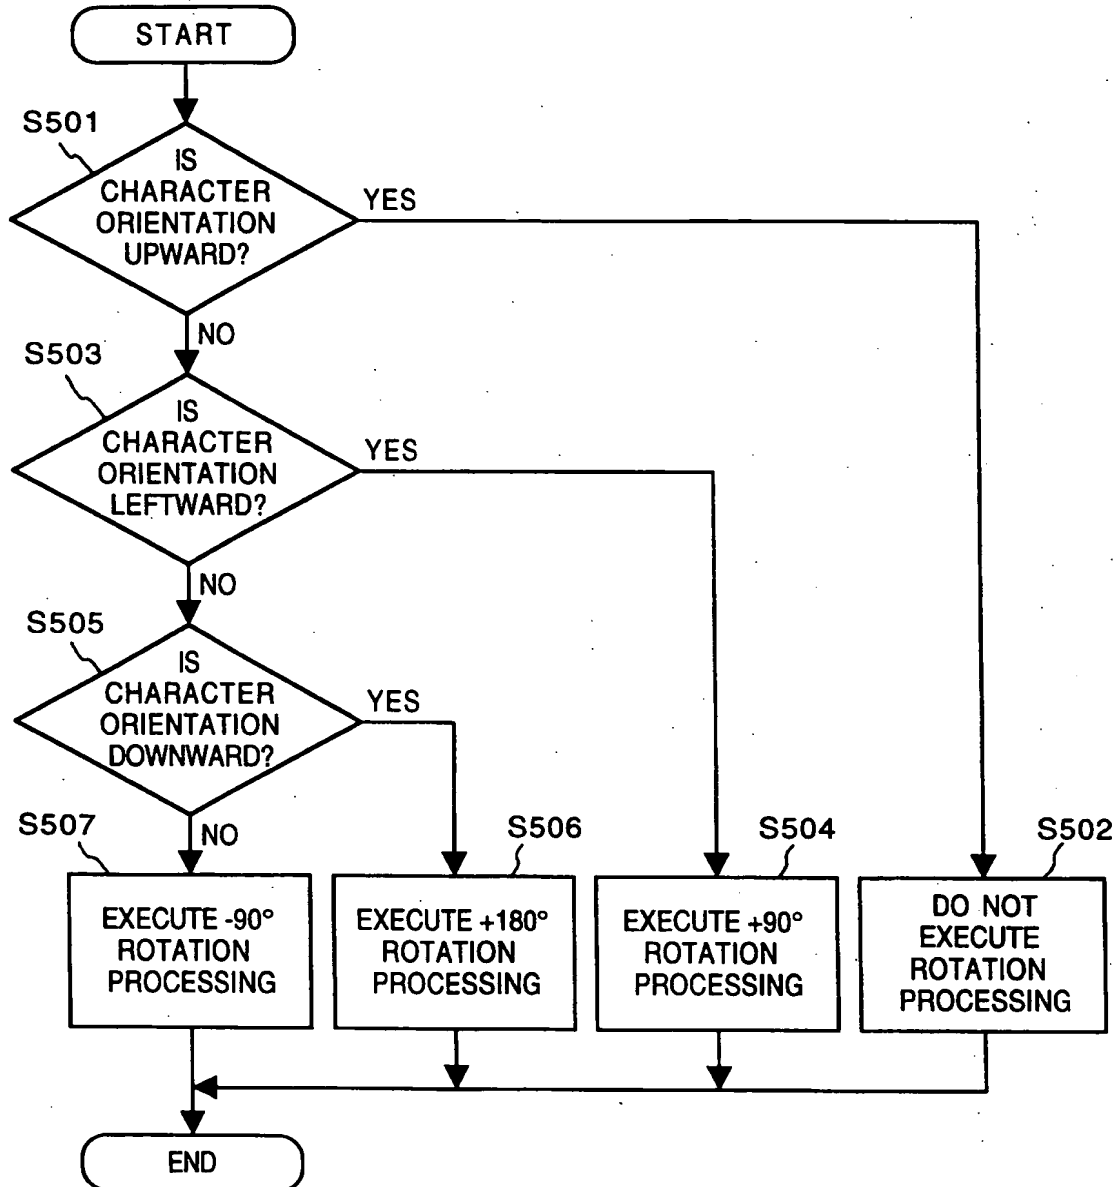 START
S501
IS
CHARACTER
ORIENTATION
UPWARD?
YES
NO
S503
IS
CHARACTER
ORIENTATION
LEFTWARD?
YES
NO
S505
IS
CHARACTER
ORIENTATION
DOWNWARD?
YES
NO
S507
EXECUTE -90°
ROTATION
PROCESSING
S506
EXECUTE +180°
ROTATION
PROCESSING
S504
EXECUTE +90°
ROTATION
PROCESSING
S502
DO NOT
EXECUTE
ROTATION
PROCESSING
END